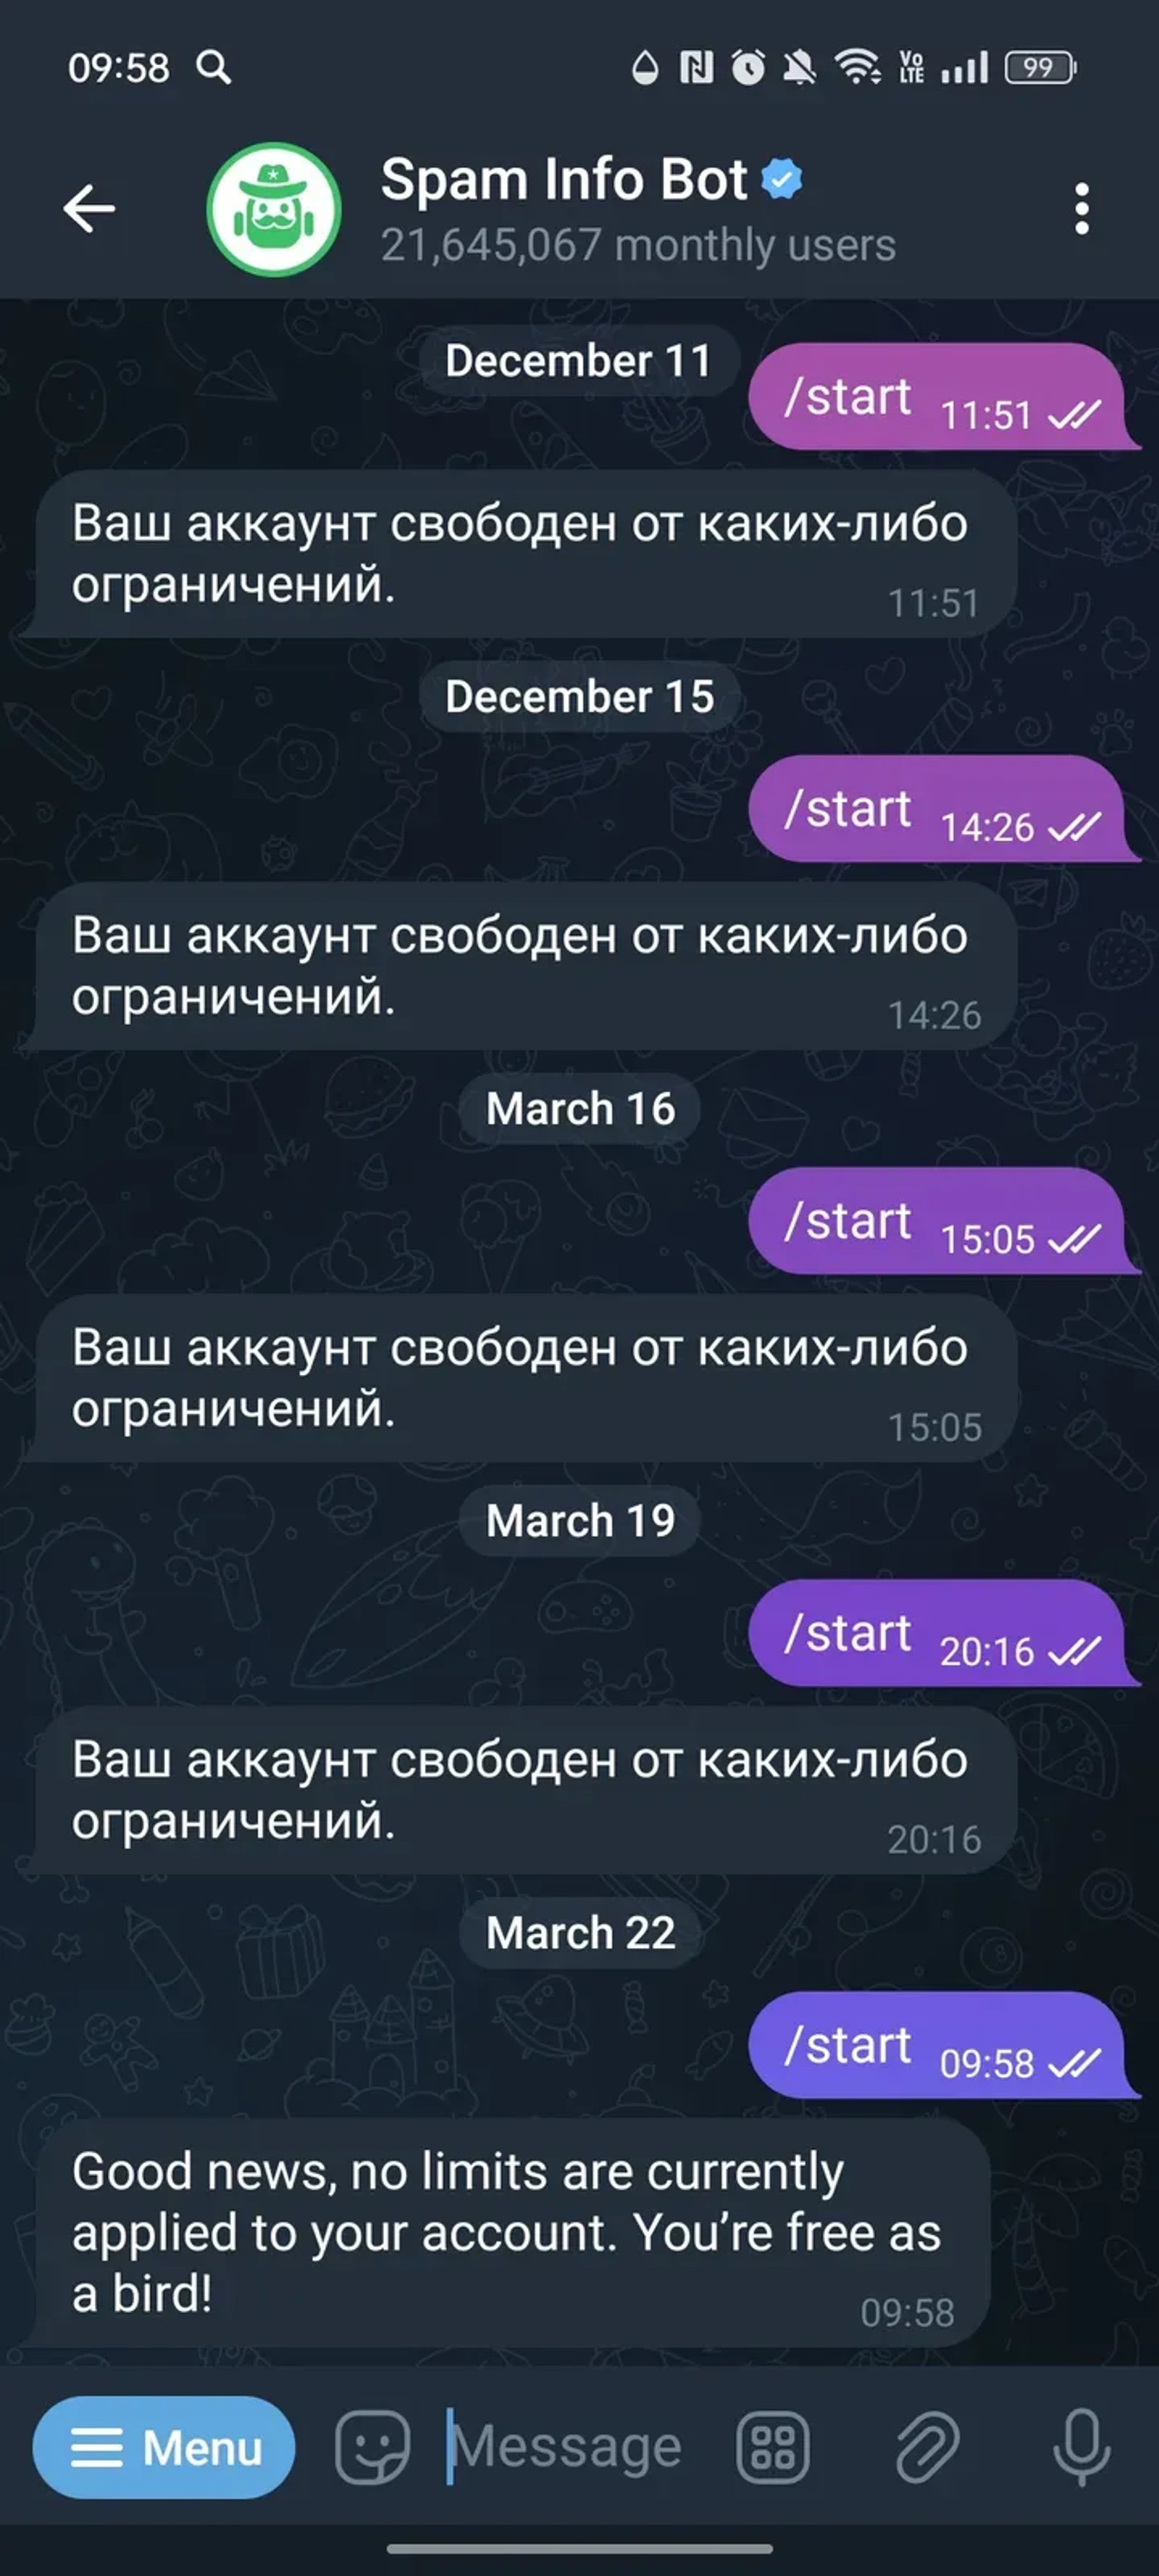 09:58
Vo
LTE
99
Spam Info Bot
21,645,067 monthly users
December 11
/start 11:51
Ваш аккаунт свободен от каких-либо
ограничений.
11:51
December 15
/start 14:26
Ваш аккаунт свободен от каких-либо
ограничений.
14:26
March 16
/start 15:05
Ваш аккаунт свободен от каких-либо
ограничений.
15:05
March 19
/start 20:16
Ваш аккаунт свободен от каких-либо
ограничений.
20:16
March 22
/start 09:58
Good news, no limits are currently
applied to your account. You’re free as
a bird!
09:58
Menu
Message